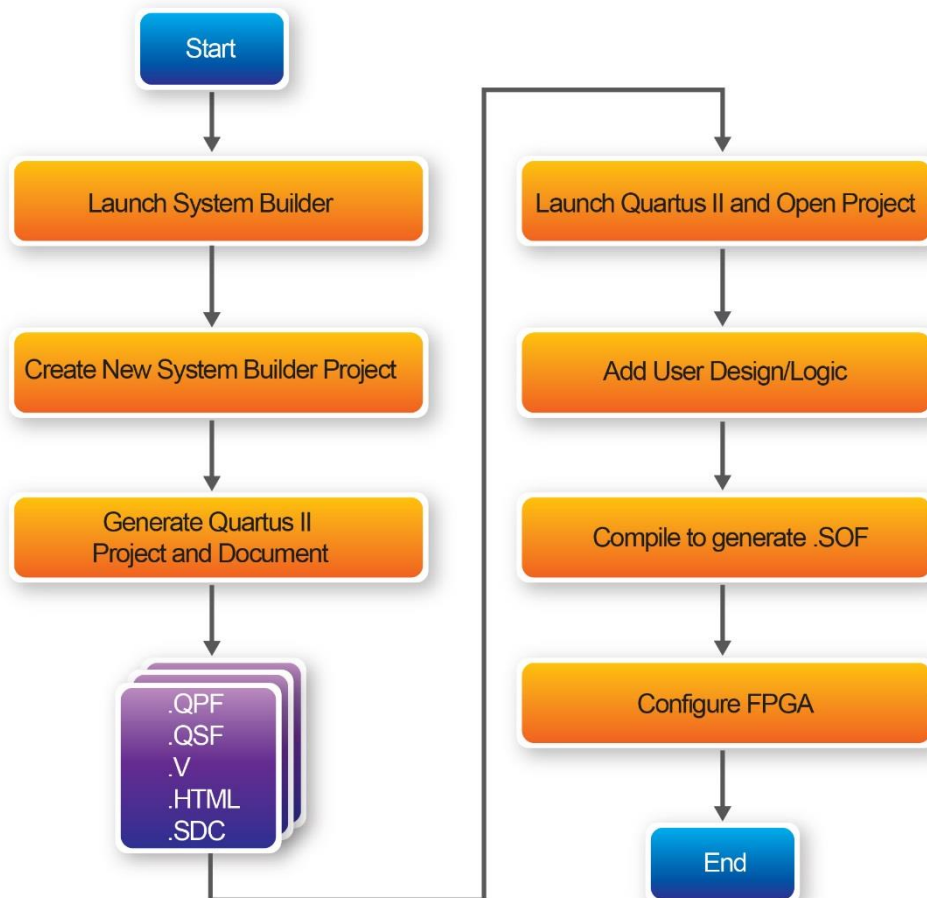 Start
Launch System Builder
Create New System Builder Project
Generate Quartus II
Project and Document
.QPF
.QSF
.V
.HTML
.SDC
Launch Quartus II and Open Project
Add User Design/Logic
Compile to generate .SOF
Configure FPGA
End